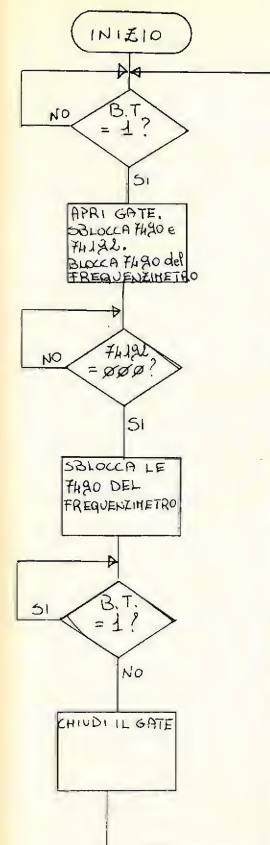 INIZIO
B.T
= 1?
NO
SI
APRI GATE.
SBLOCCA 7490 e
74192.
BLOCCA 7490 del
FREQUENZIMETRO
NO
74192
= ØØØ?
SI
SBLOCCA LE
7490 DEL
FREQUENZIMETRO
SI
B.T.
= 1?
NO
CHIUDI IL GATE